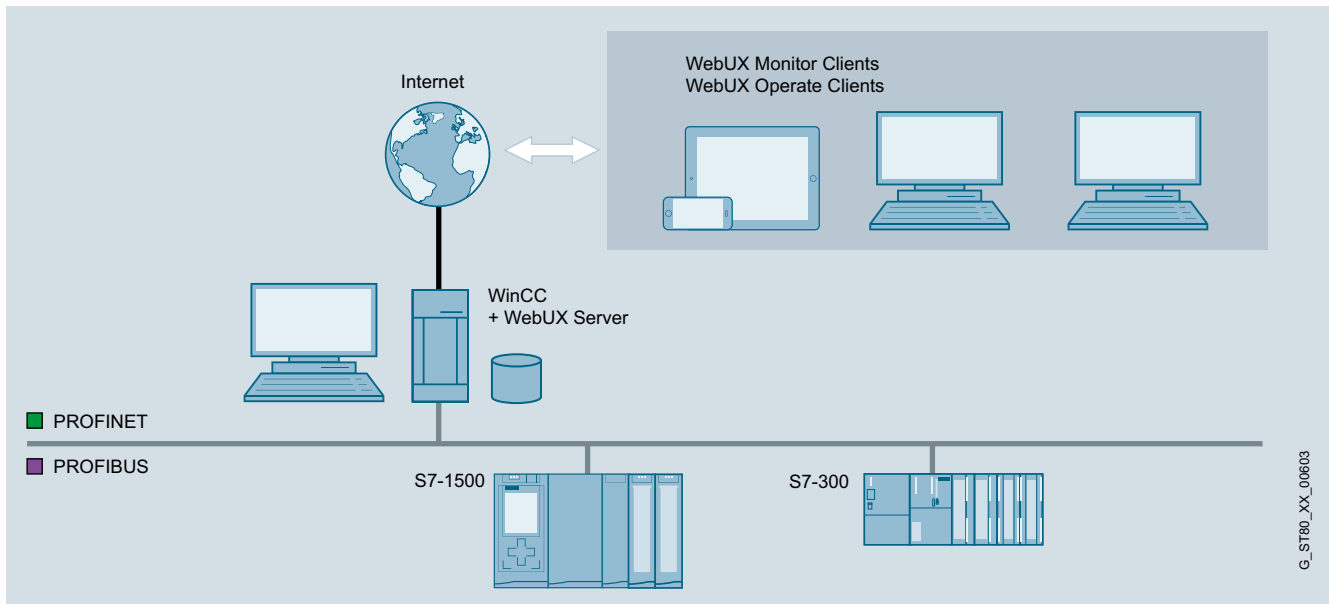 WebUX Monitor Clients
WebUX Operate Clients
Internet
WinCC
+ WebUX Server
PROFINET
PROFIBUS
S7-1500
S7-300
G_ST80_XX_00603